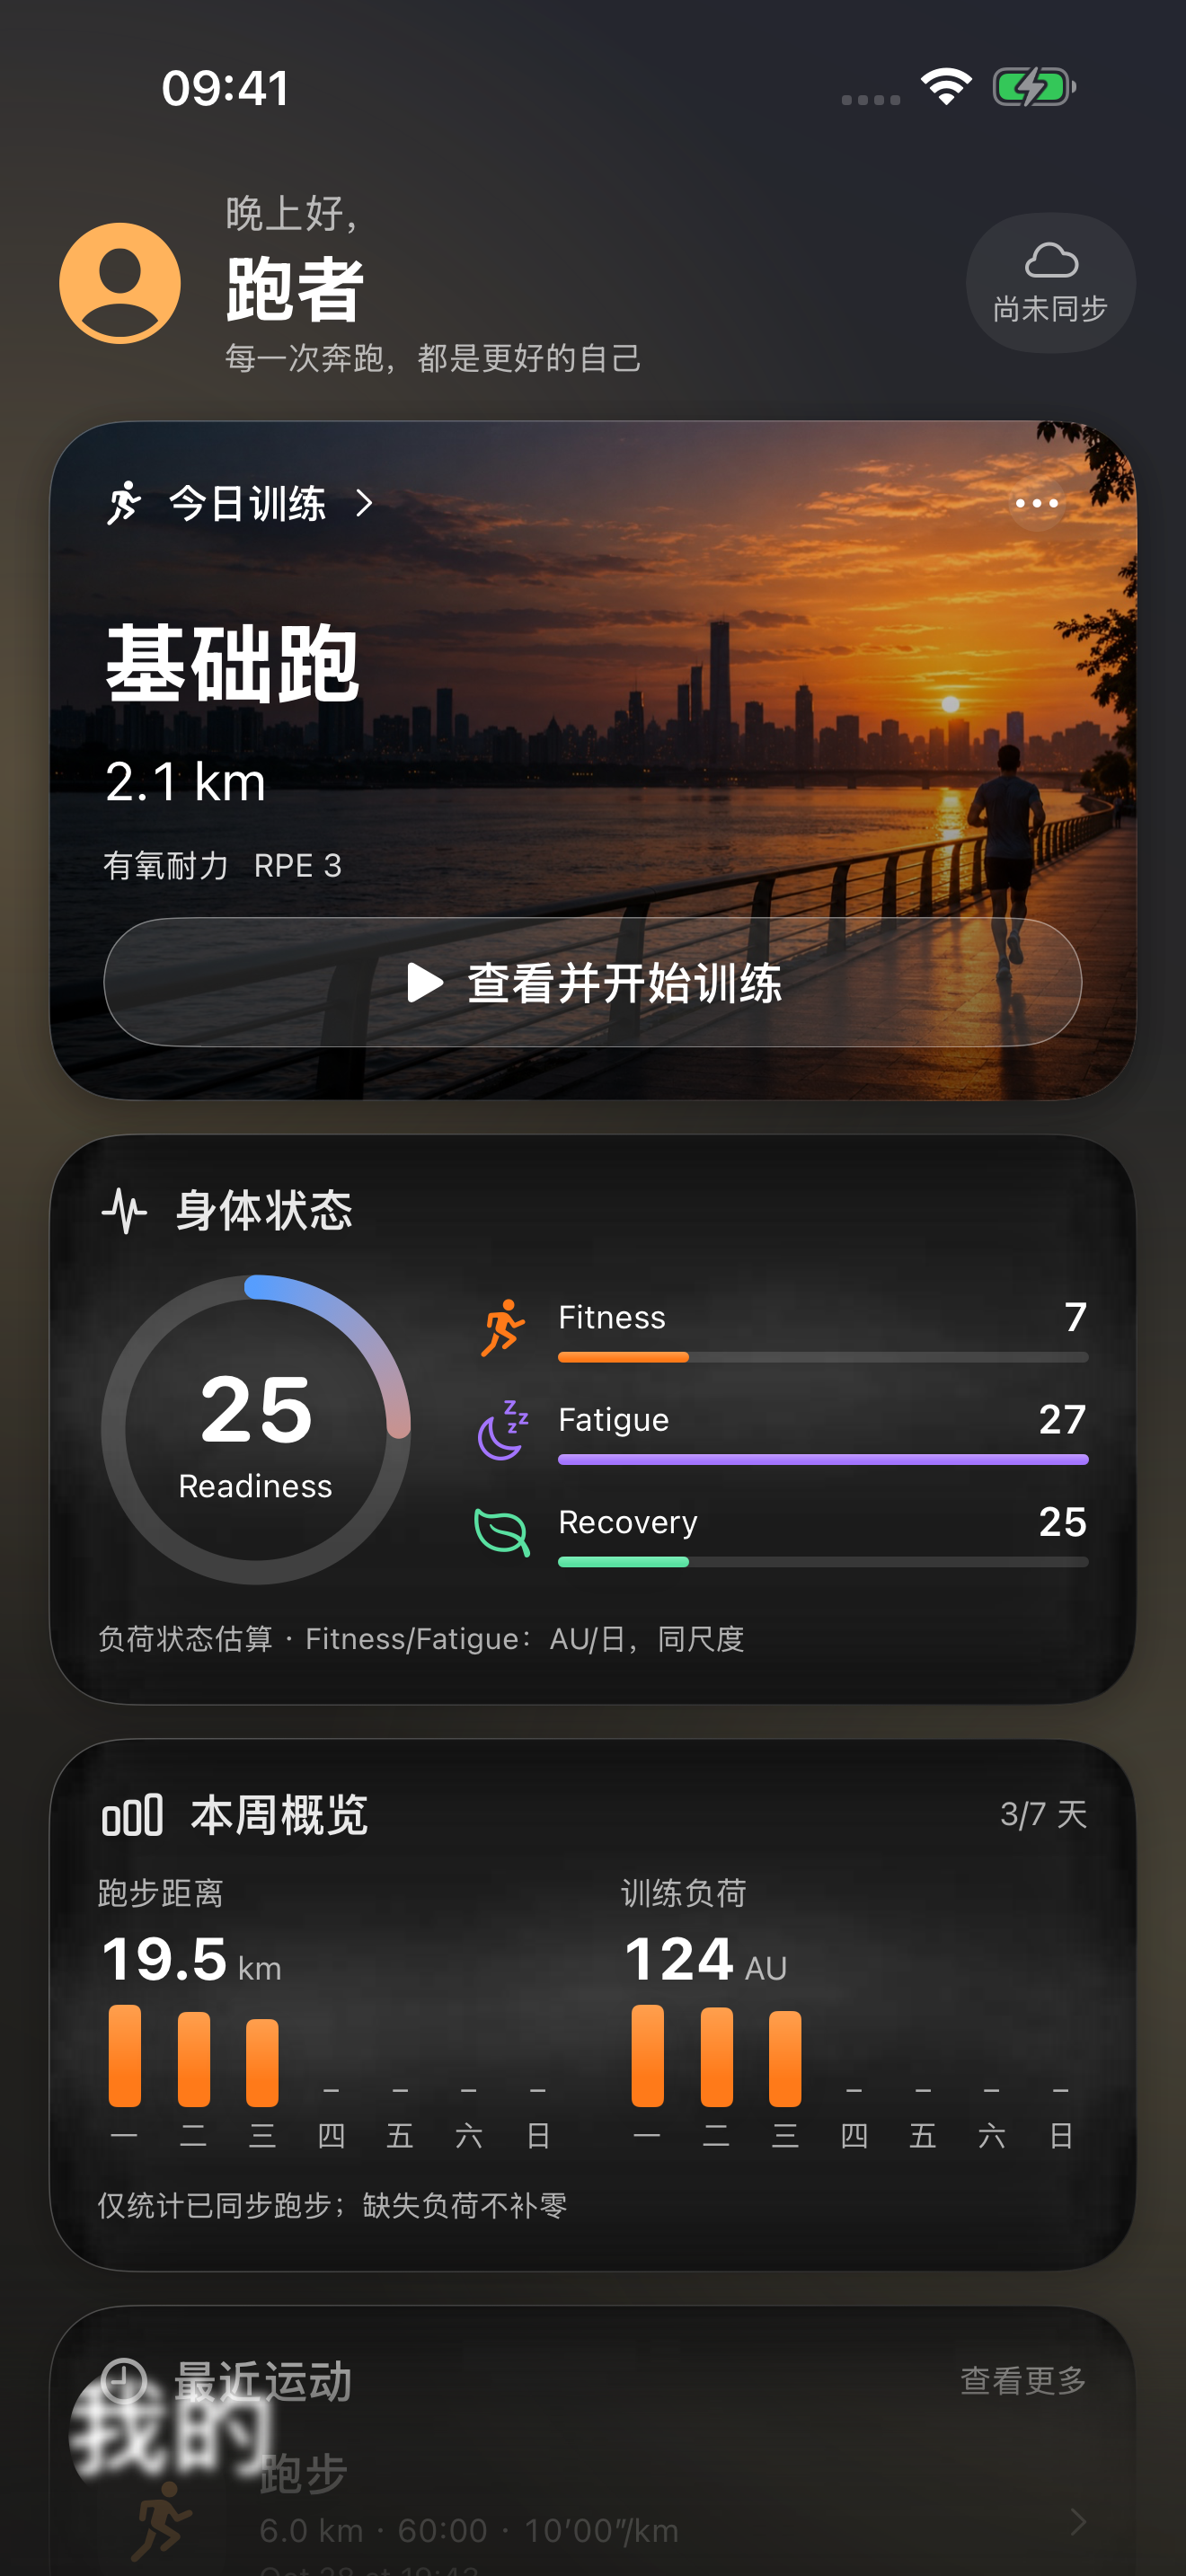 09:41
晚上好，
跑者
每一次奔跑，都是更好的自己
尚未同步
今日训练
基础跑
2.1 km
有氧耐力 RPE 3
查看并开始训练
身体状态
25
Readiness
Fitness 7
Fatigue 27
Recovery 25
负荷状态估算 · Fitness/Fatigue：AU/日，同尺度
本周概览 3/7 天
跑步距离 训练负荷
19.5 km 124 AU
一 二 三 四 五 六 日 一 二 三 四 五 六 日
仅统计已同步跑步；缺失负荷不补零
最近运动 查看更多
我的
跑步
6.0 km · 60:00 · 10’00”/km